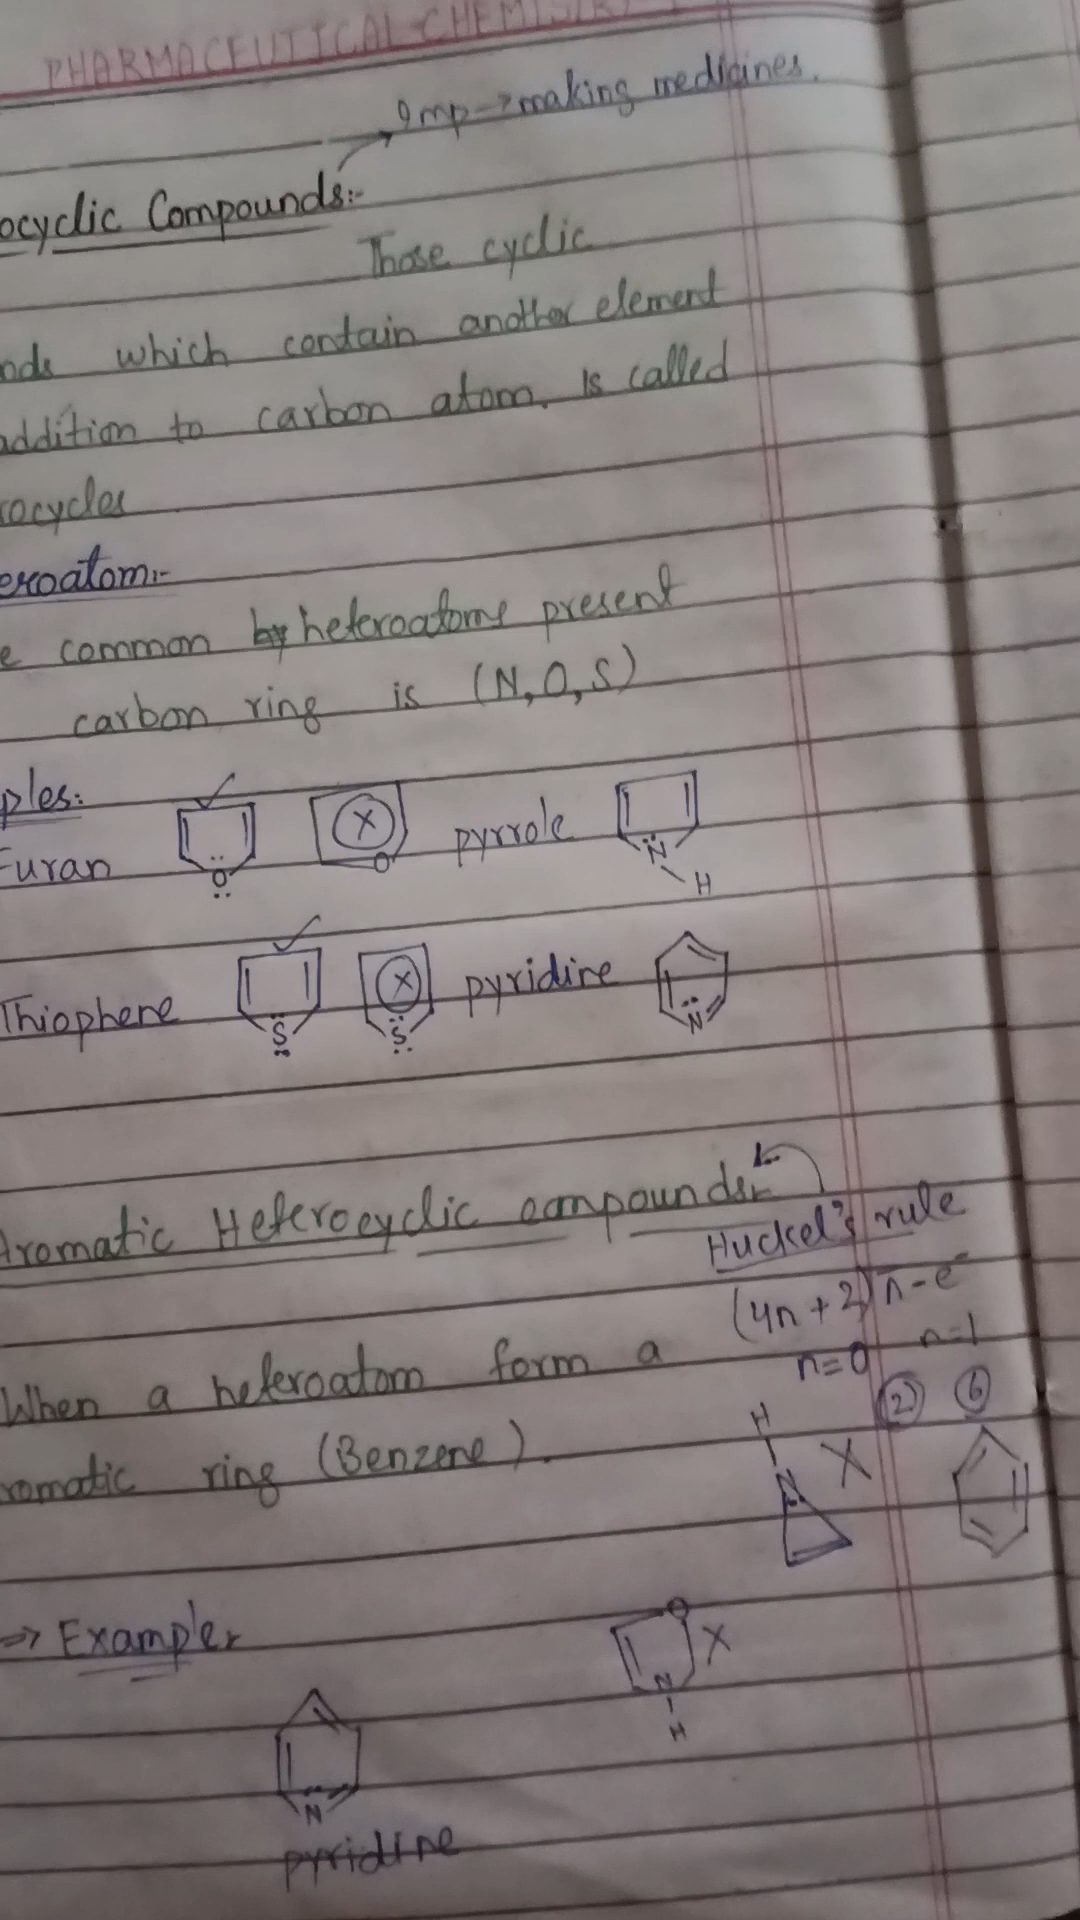 PHARMACEUTICAL CHEMISTRY
Imp → making medicines.
ocyclic Compounds:-
Those cyclic
nds which contain another element
addition to carbon atom. is called
rocycles
eroatom:-
e common heteroatoms present
carbon ring is (N, O, S)
ples:
Furan ✓ O X O pyrrole N H
Thiophene ✓ S X S pyridine N
Aromatic Heterocyclic compounds:-
Huckel's rule
(4n + 2) π-e⁻
n=0 n=1
2 6
When a heteroatom form a
romatic ring (Benzene).
H
N X
⇒ Example:
O X
N
H
N
pyridine